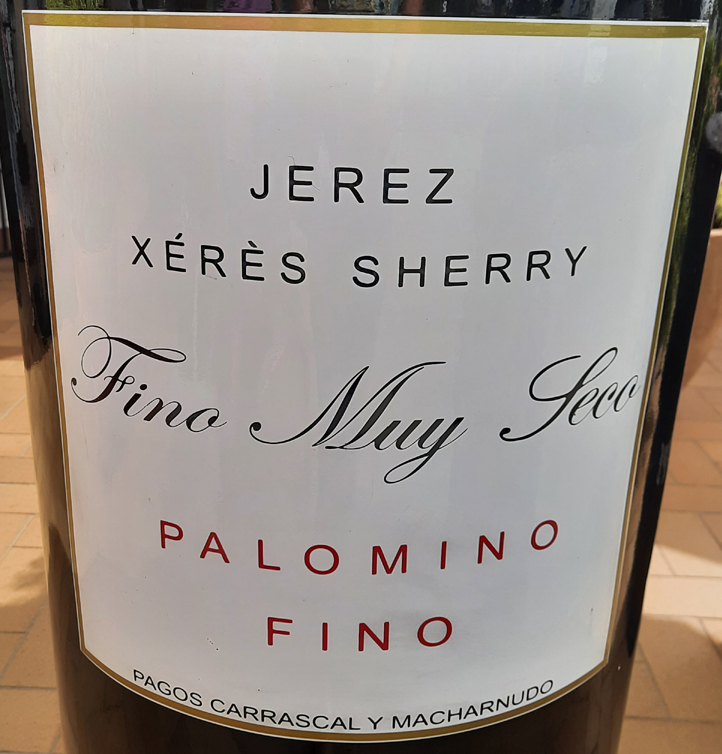 JEREZ
XÉRÈS SHERRY
Fino Muy Seco
PALOMINO
FINO
PAGOS CARRASCAL Y MACHARNUDO